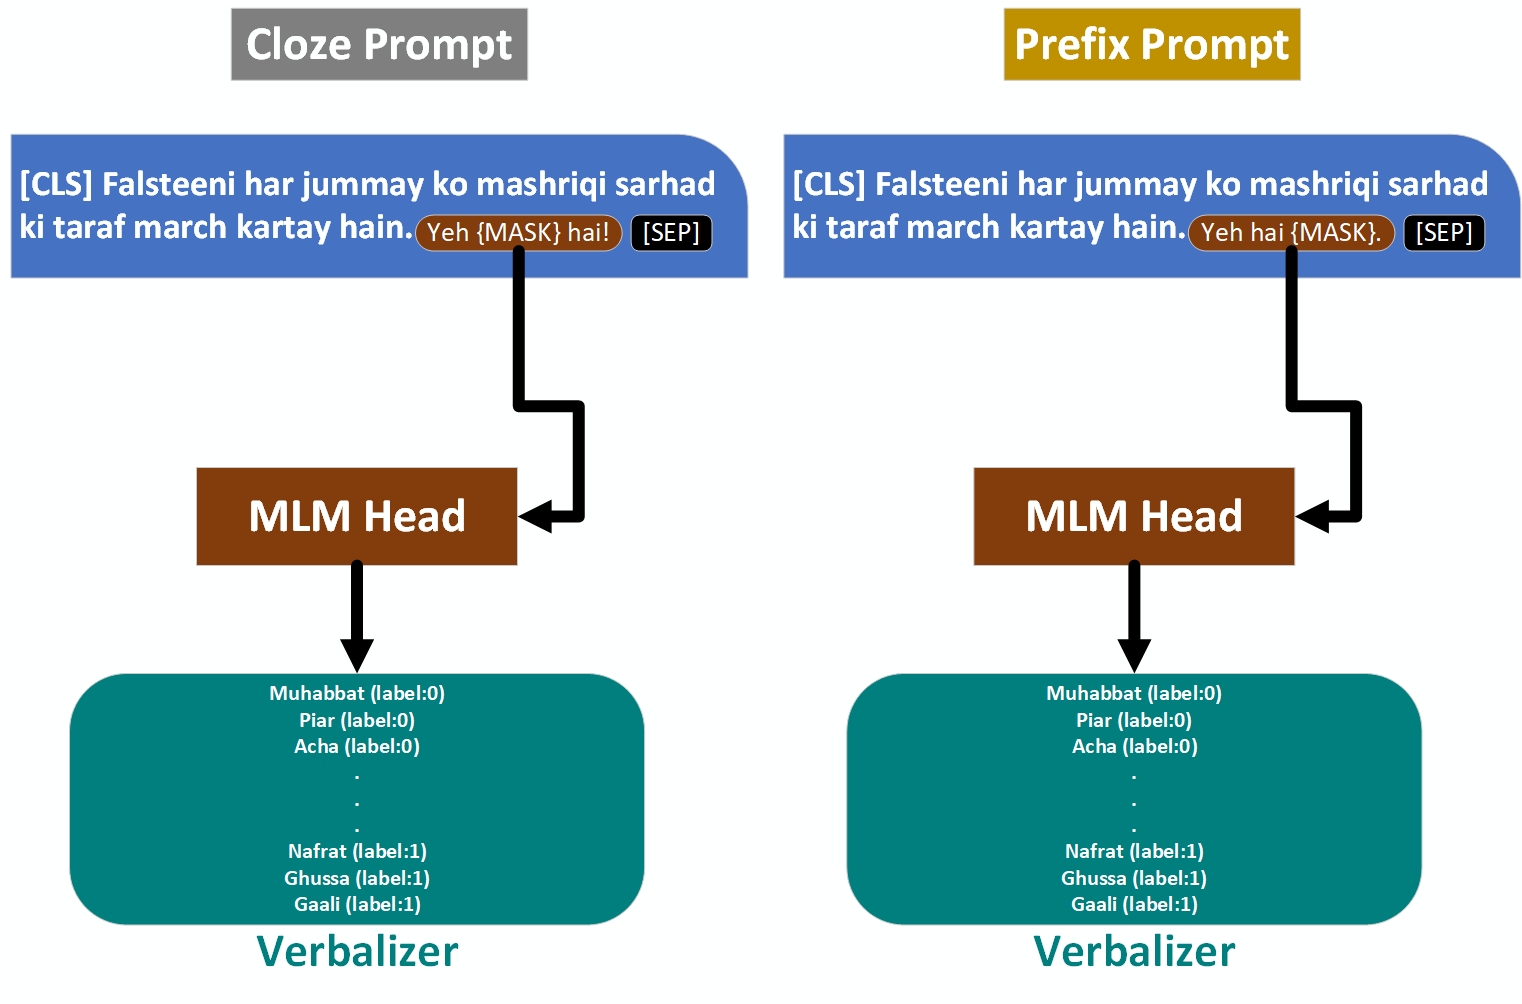 Cloze Prompt
[CLS] Falsteeni har jummay ko mashriqi sarhad
ki taraf march kartay hain. Yeh {MASK} hai! [SEP]
MLM Head
Muhabbat (label:0)
Piar (label:0)
Acha (label:0)
.
.
.
Nafrat (label:1)
Ghussa (label:1)
Gaali (label:1)
Verbalizer
Prefix Prompt
[CLS] Falsteeni har jummay ko mashriqi sarhad
ki taraf march kartay hain. Yeh hai {MASK}. [SEP]
MLM Head
Muhabbat (label:0)
Piar (label:0)
Acha (label:0)
.
.
.
Nafrat (label:1)
Ghussa (label:1)
Gaali (label:1)
Verbalizer